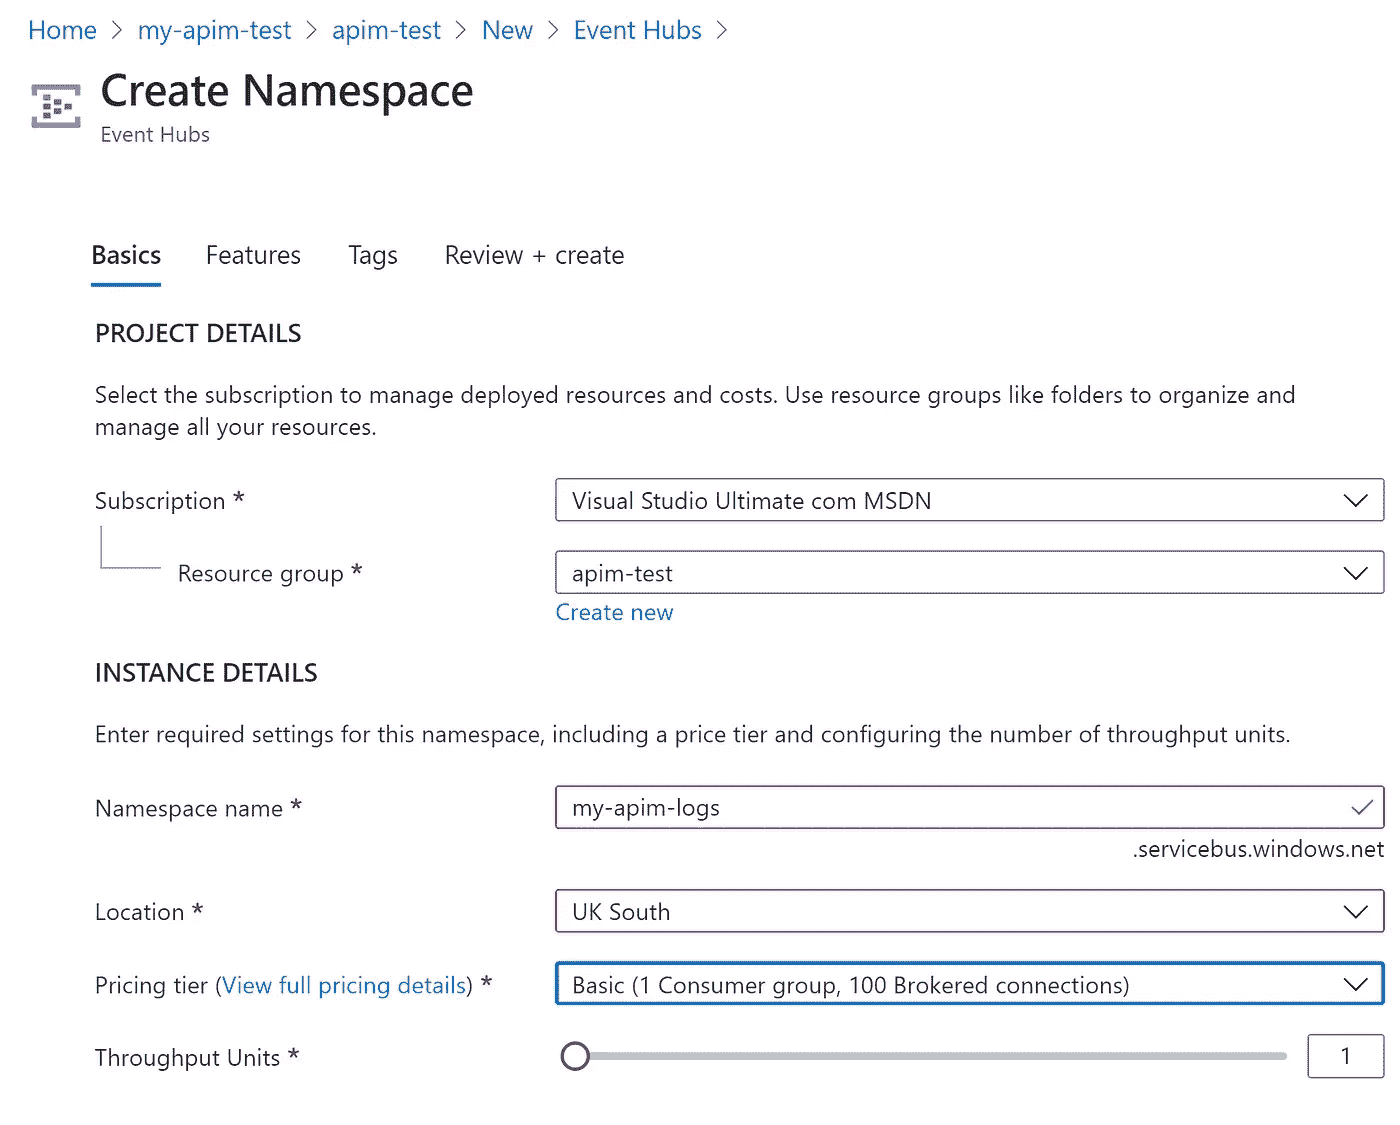 Home > my-apim-test > apim-test > New > Event Hubs >
Create Namespace
Event Hubs
Basics Features Tags Review + create
PROJECT DETAILS
Select the subscription to manage deployed resources and costs. Use resource groups like folders to organize and
manage all your resources.
Subscription * Visual Studio Ultimate com MSDN
Resource group * apim-test
Create new
INSTANCE DETAILS
Enter required settings for this namespace, including a price tier and configuring the number of throughput units.
Namespace name * my-apim-logs
.servicebus.windows.net
Location * UK South
Pricing tier (View full pricing details) * Basic (1 Consumer group, 100 Brokered connections)
Throughput Units * 1